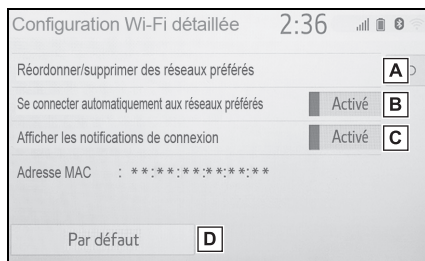 Configuration Wi-Fi détaillée 2:36
Réordonner/supprimer des réseaux préférés A
Se connecter automatiquement aux réseaux préférés Activé B
Afficher les notifications de connexion Activé C
Adresse MAC : **:**:**:**:**:**
Par défaut D